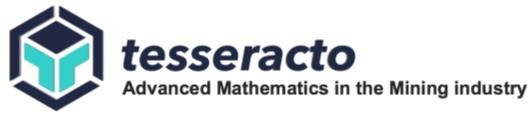 tesseracto
Advanced Mathematics in the Mining industry